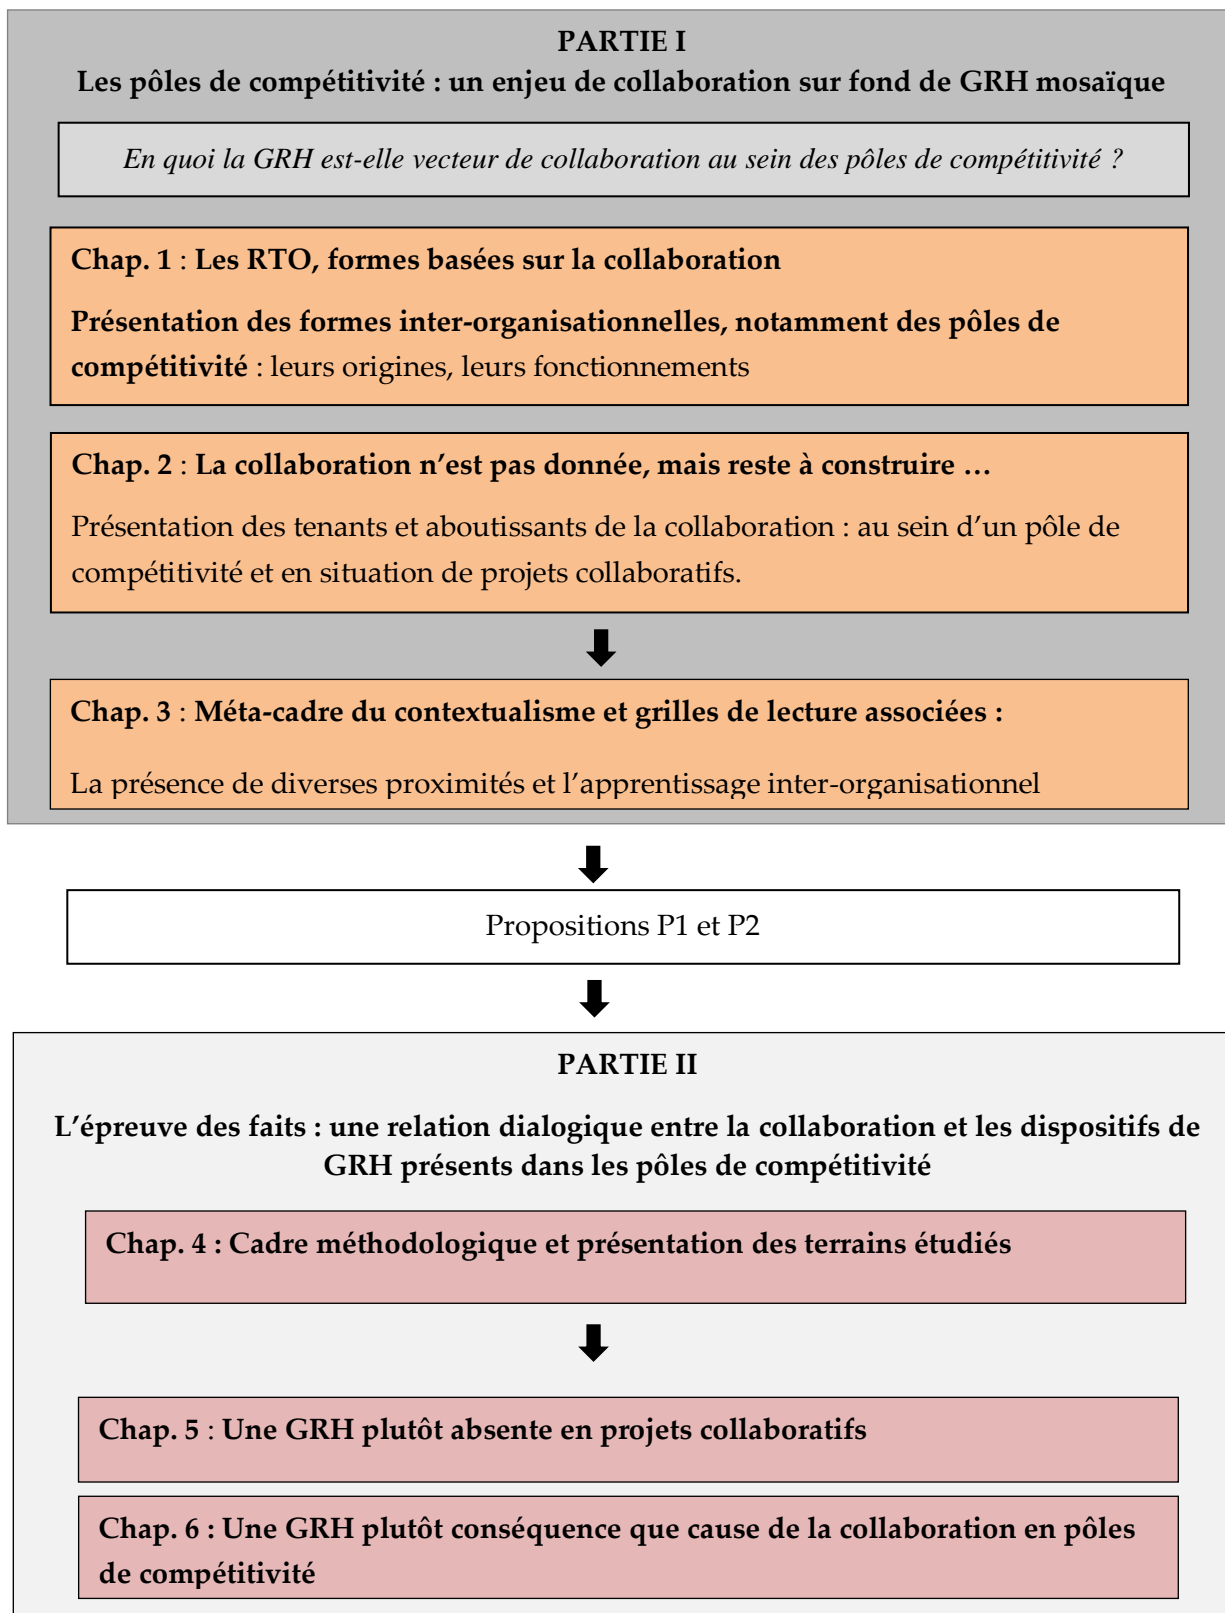 PARTIE I
Les pôles de compétitivité : un enjeu de collaboration sur fond de GRH mosaïque
En quoi la GRH est-elle vecteur de collaboration au sein des pôles de compétitivité ?
Chap. 1 : Les RTO, formes basées sur la collaboration
Présentation des formes inter-organisationnelles, notamment des pôles de
compétitivité : leurs origines, leurs fonctionnements
Chap. 2 : La collaboration n’est pas donnée, mais reste à construire …
Présentation des tenants et aboutissants de la collaboration : au sein d’un pôle de
compétitivité et en situation de projets collaboratifs.
Chap. 3 : Méta-cadre du contextualisme et grilles de lecture associées :
La présence de diverses proximités et l’apprentissage inter-organisationnel
Propositions P1 et P2
PARTIE II
L’épreuve des faits : une relation dialogique entre la collaboration et les dispositifs de
GRH présents dans les pôles de compétitivité
Chap. 4 : Cadre méthodologique et présentation des terrains étudiés
Chap. 5 : Une GRH plutôt absente en projets collaboratifs
Chap. 6 : Une GRH plutôt conséquence que cause de la collaboration en pôles
de compétitivité